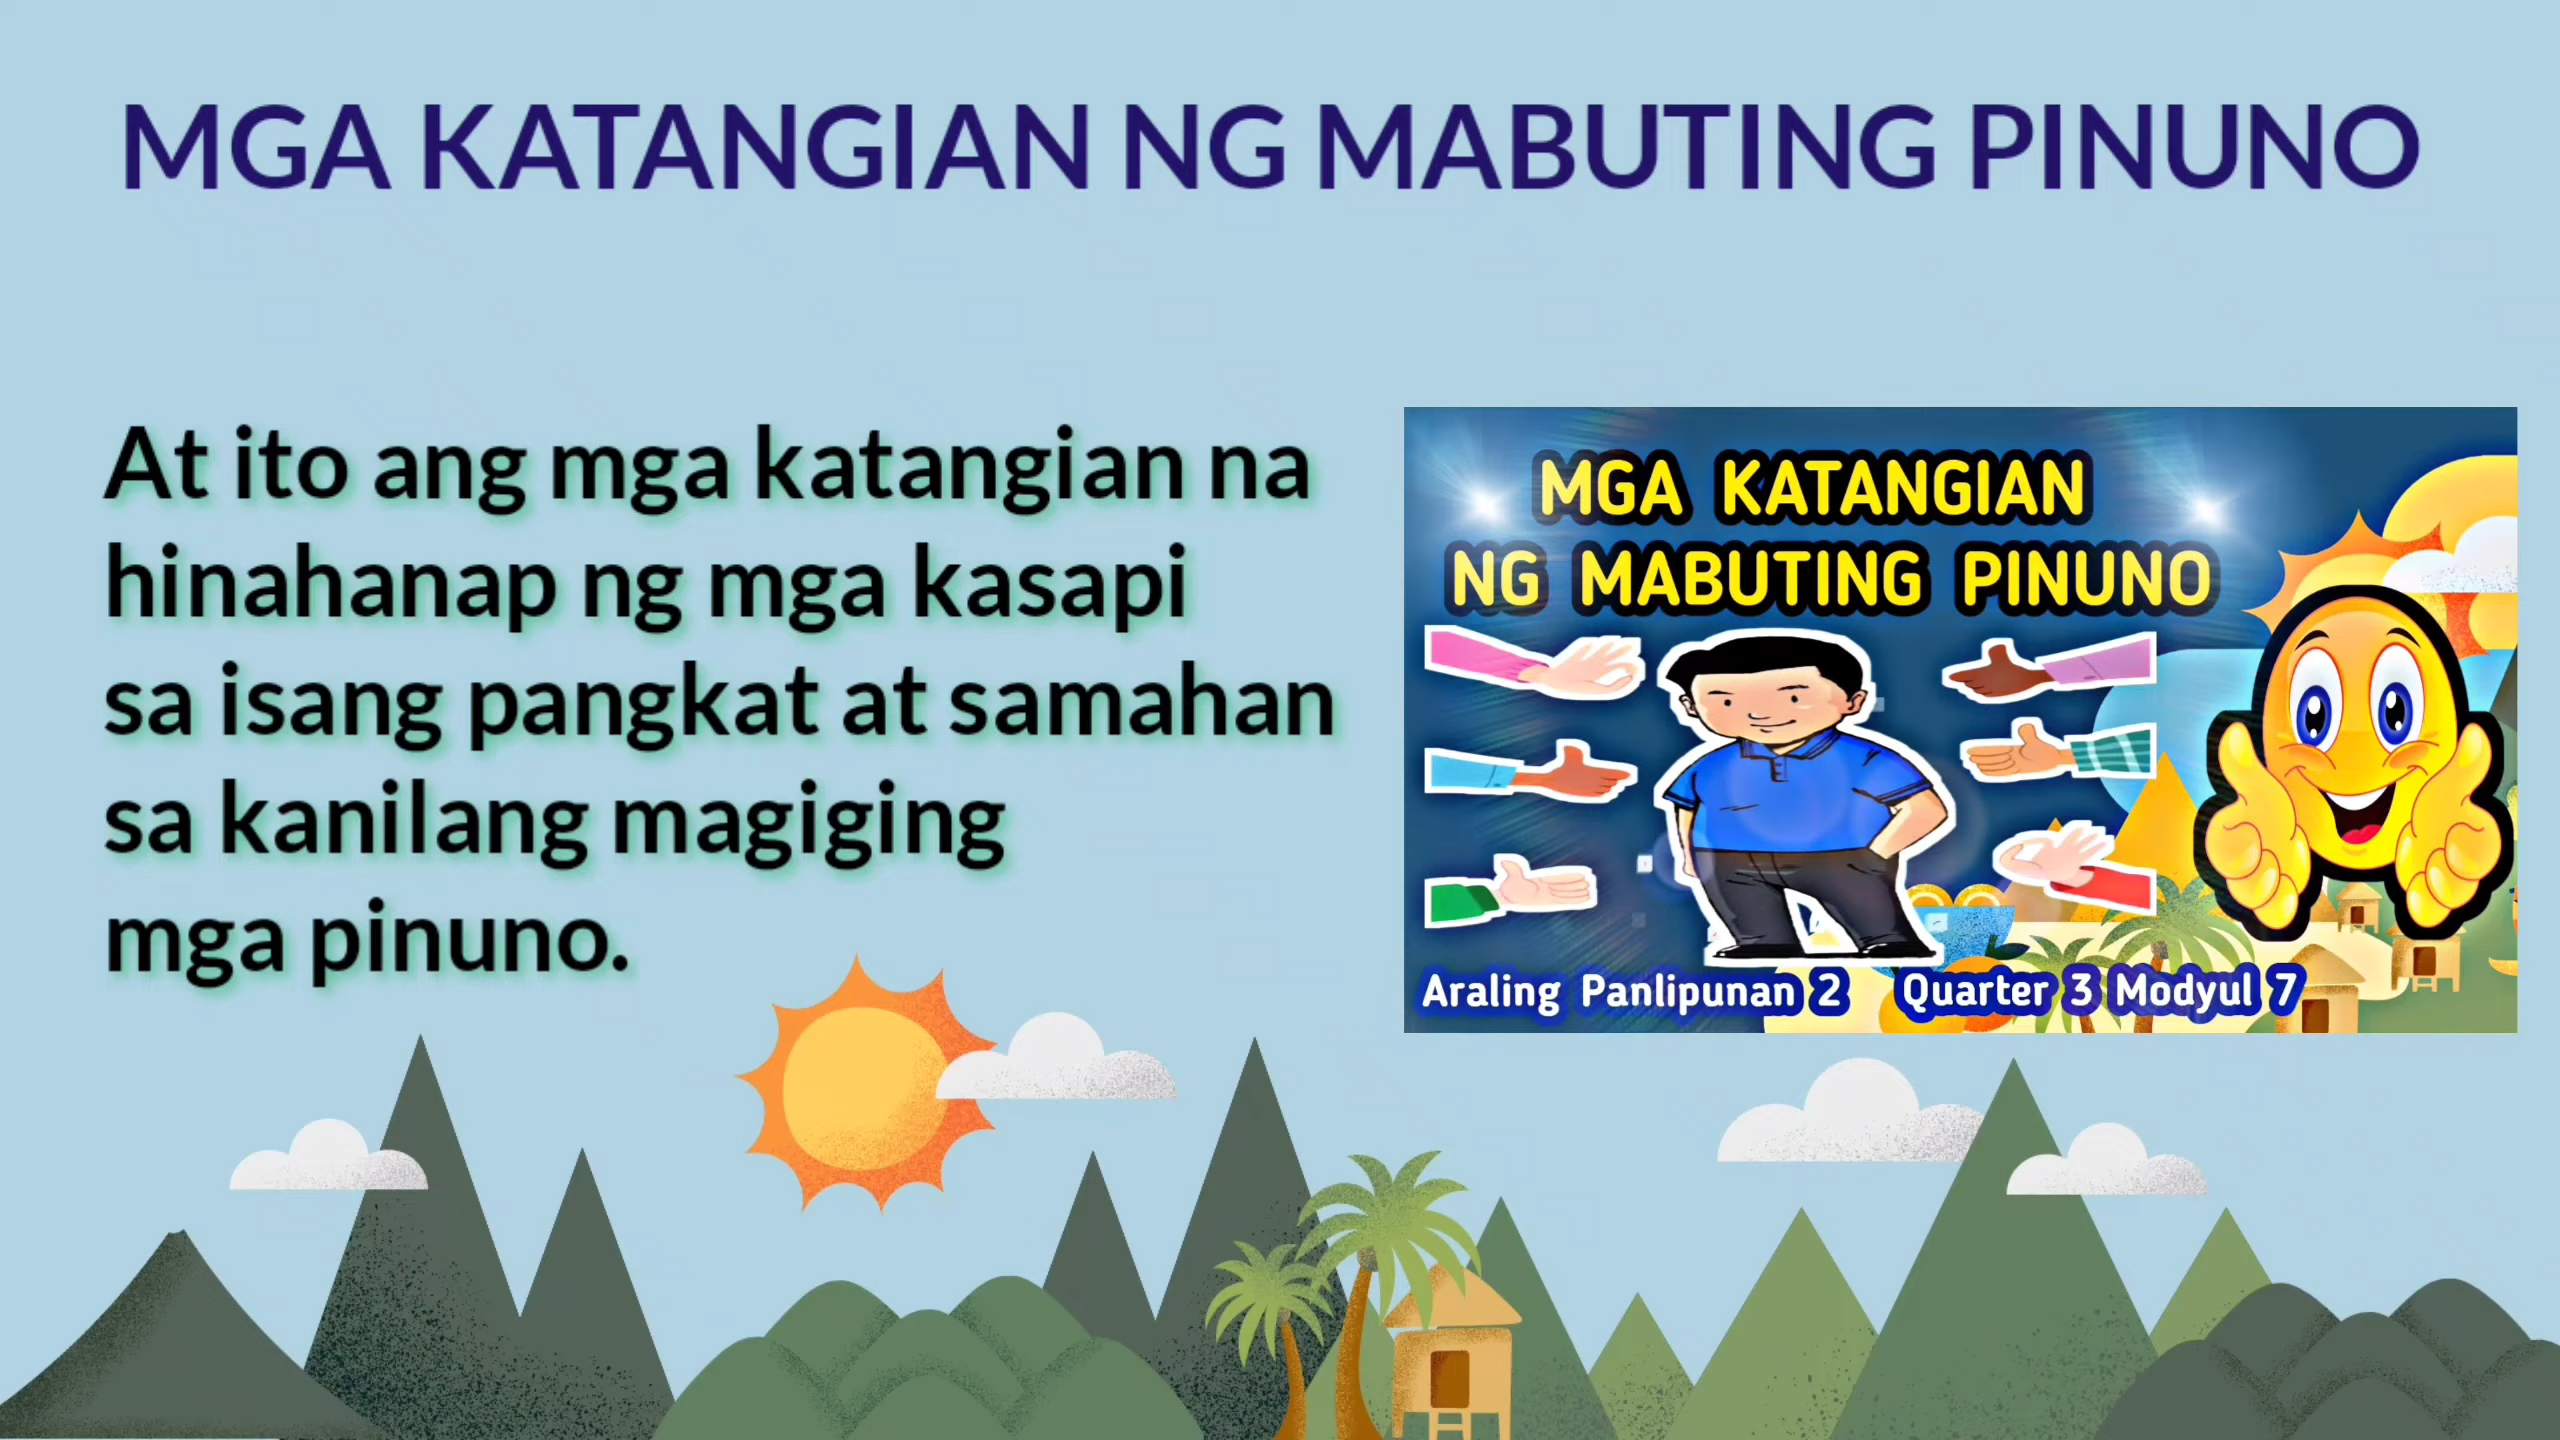 MGA KATANGIAN NG MABUTING PINUNO
At ito ang mga katangian na
hinahanap ng mga kasapi
sa isang pangkat at samahan
sa kanilang magiging
mga pinuno.
MGA KATANGIAN
NG MABUTING PINUNO
Araling Panlipunan 2 Quarter 3 Modyul 7